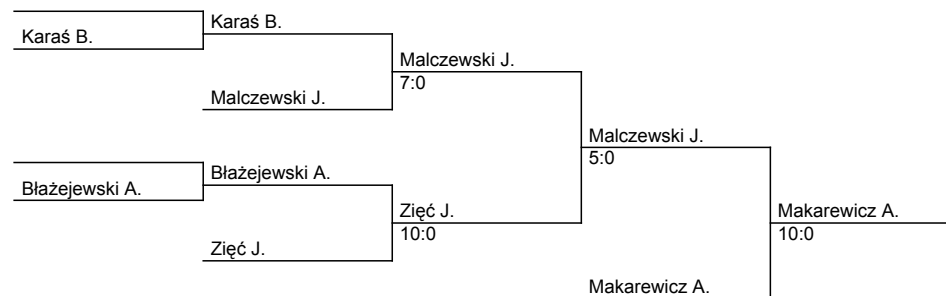 Karaś B.
Karaś B.
Malczewski J.
7:0
Malczewski J.
Malczewski J.
5:0
Błażejewski A.
Błażejewski A.
Zięć J.
10:0
Zięć J.
Makarewicz A.
10:0
Makarewicz A.